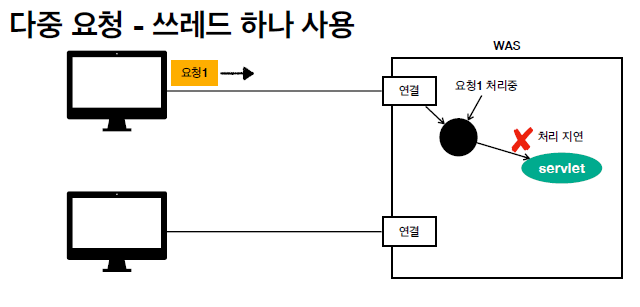 다중 요청 - 쓰레드 하나 사용
WAS
요청1
연결
요청1 처리중
처리 지연
servlet
연결